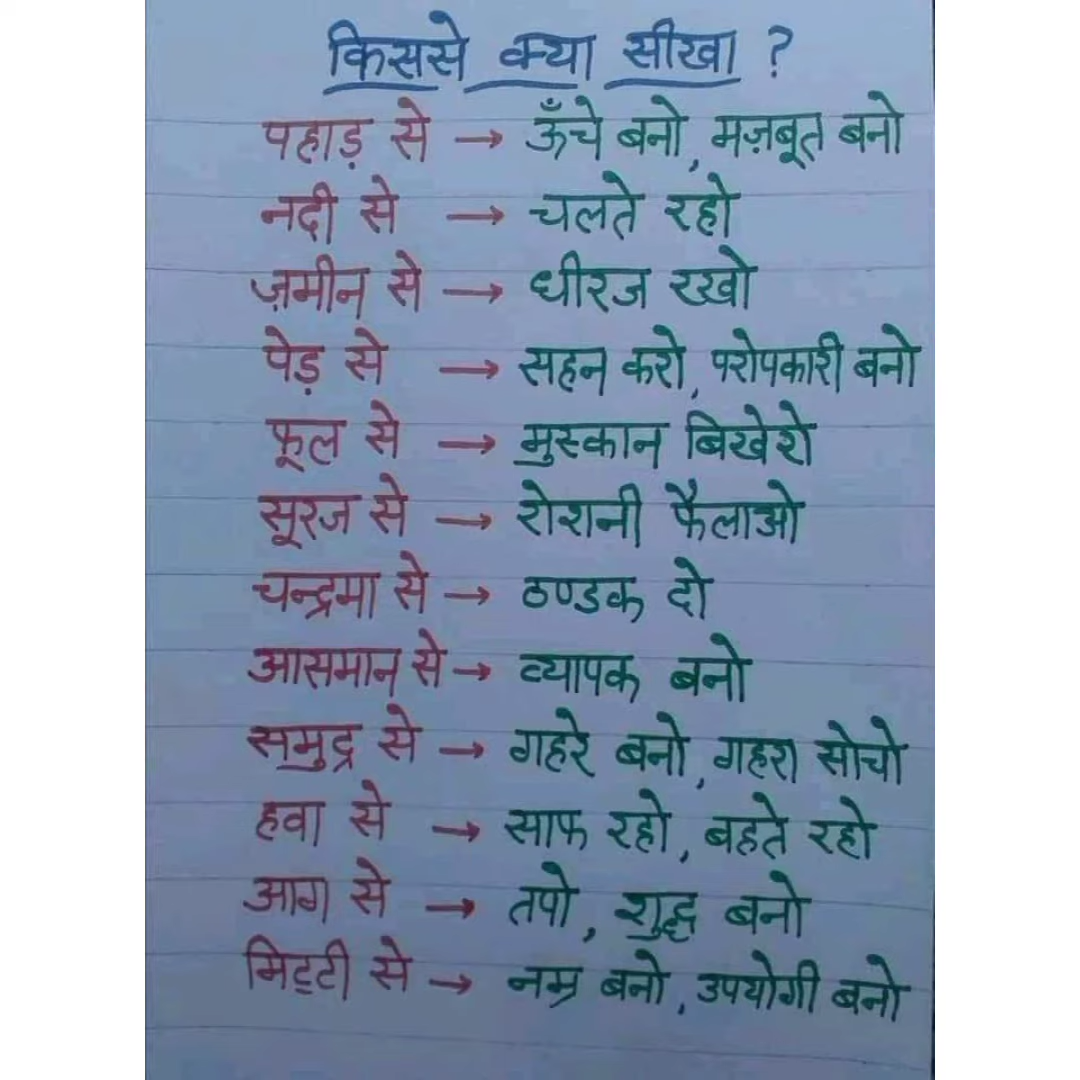 किससे क्या सीखा ?
पहाड़ से → ऊँचे बनो, मज़बूत बनो
नदी से → चलते रहो
ज़मीन से → धीरज रखो
पेड़ से → सहन करो, परोपकारी बनो
फूल से → मुस्कान बिखेरो
सूरज से → रोशनी फैलाओ
चन्द्रमा से → ठण्डक दो
आसमान से → व्यापक बनो
समुद्र से → गहरे बनो, गहरा सोचो
हवा से → साफ रहो, बहते रहो
आग से → तपो, शुद्ध बनो
मिट्टी से → नम्र बनो, उपयोगी बनो